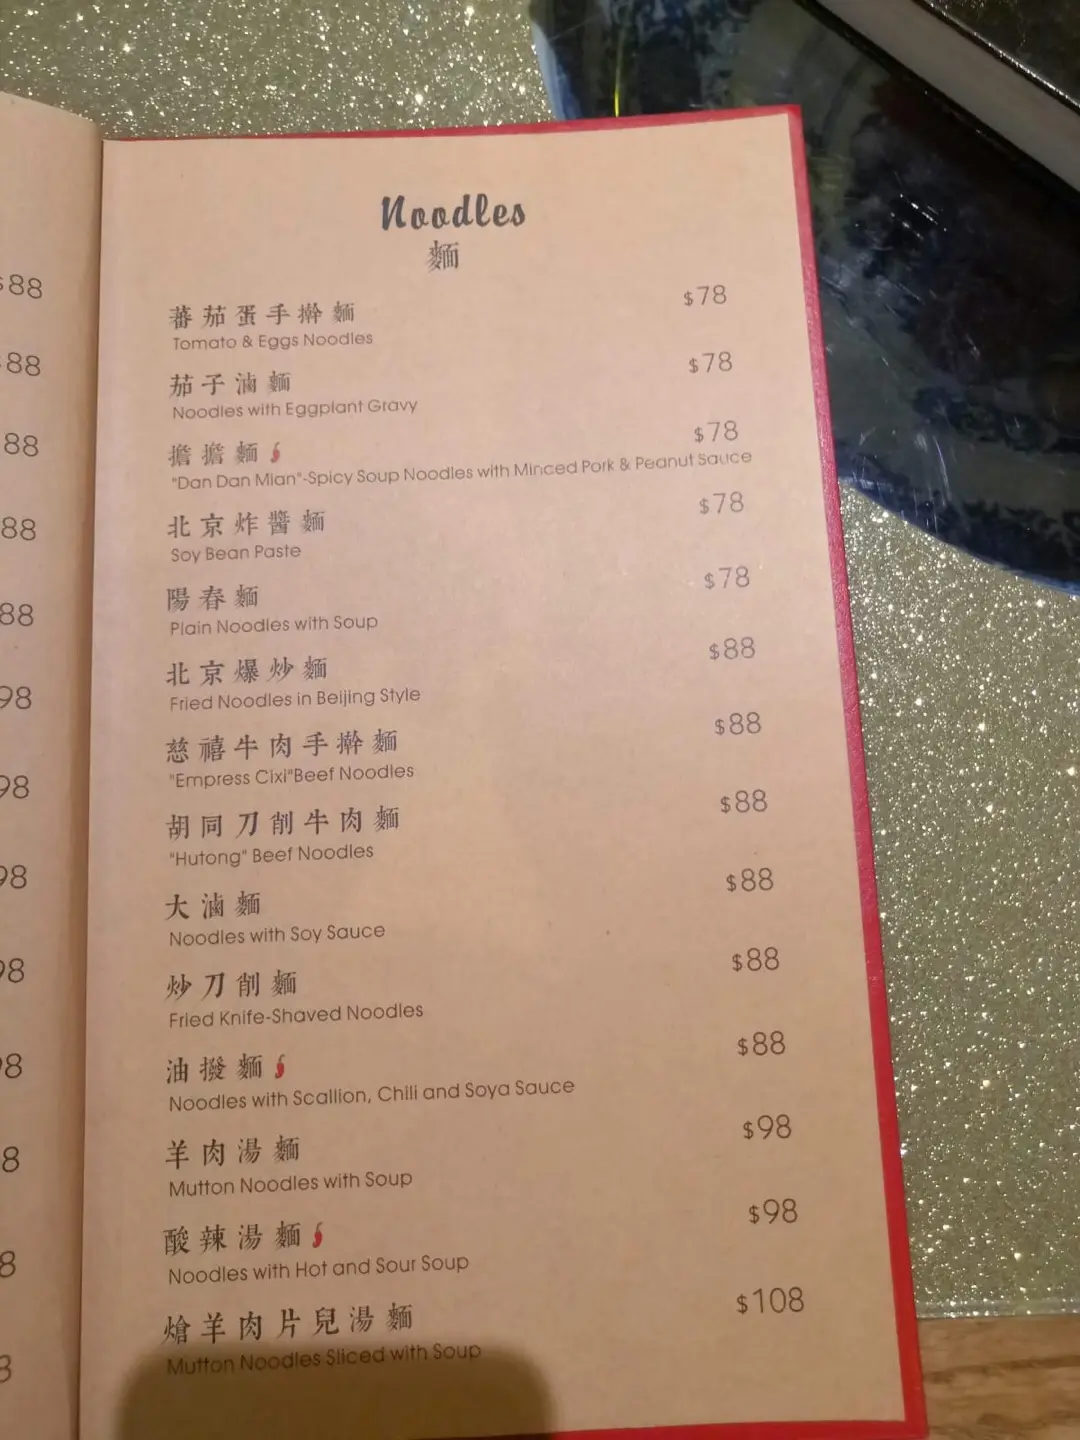 Noodles
麵
蕃茄蛋手擀麵
$78
Tomato & Eggs Noodles
茄子滷麵
$78
Noodles with Eggplant Gravy
擔擔麵
$78
"Dan Dan Mian"-Spicy Soup Noodles with Minced Pork & Peanut Sauce
北京炸醬麵
$78
Soy Bean Paste
陽春麵
$78
Plain Noodles with Soup
北京爆炒麵
$88
Fried Noodles in Beijing Style
慈禧牛肉手擀麵
$88
"Empress Cixi"Beef Noodles
胡同刀削牛肉麵
$88
"Hutong" Beef Noodles
大滷麵
$88
Noodles with Soy Sauce
炒刀削麵
$88
Fried Knife-Shaved Noodles
油撥麵
$88
Noodles with Scallion, Chili and Soya Sauce
羊肉湯麵
$98
Mutton Noodles with Soup
酸辣湯麵
$98
Noodles with Hot and Sour Soup
熗羊肉片兒湯麵
$108
Mutton Noodles Sliced with Soup